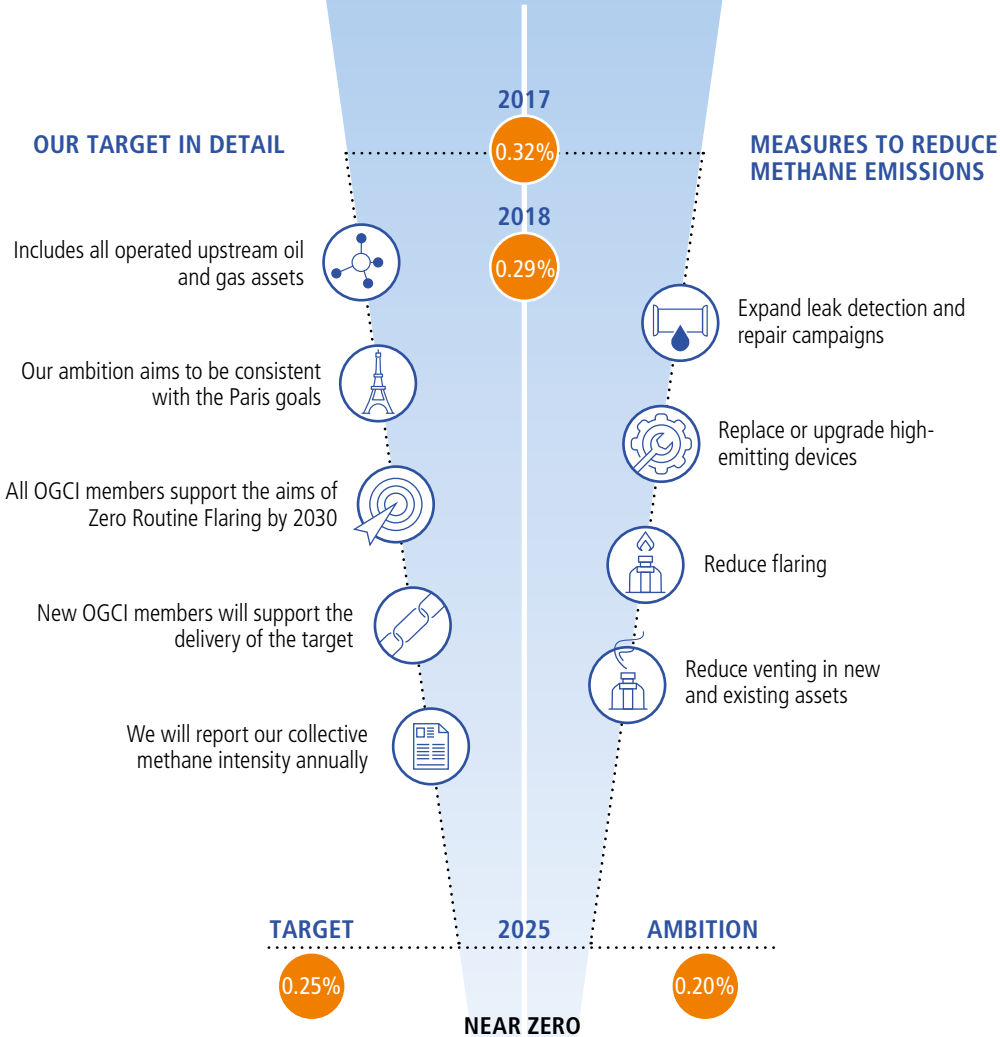 2017
0.32%
OUR TARGET IN DETAIL
MEASURES TO REDUCE
METHANE EMISSIONS
2018
0.29%
Includes all operated upstream oil
and gas assets
Our ambition aims to be consistent
with the Paris goals
All OGCI members support the aims of
Zero Routine Flaring by 2030
New OGCI members will support the
delivery of the target
We will report our collective
methane intensity annually
Expand leak detection and
repair campaigns
Replace or upgrade high-
emitting devices
Reduce flaring
Reduce venting in new
and existing assets
TARGET
0.25%
2025
AMBITION
0.20%
NEAR ZERO